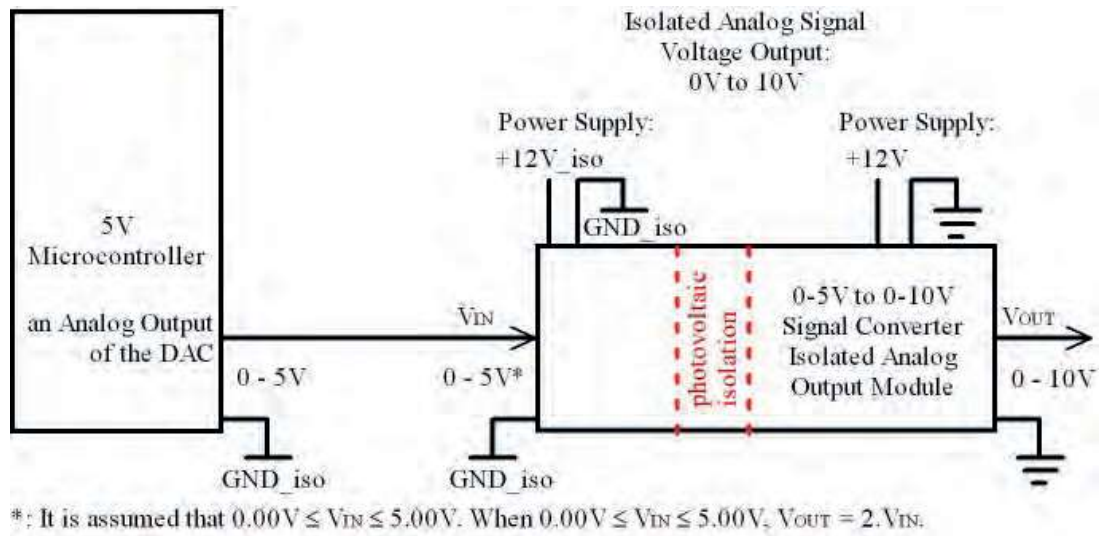 Isolated Analog Signal
Voltage Output:
0V to 10V
Power Supply:
+12V_iso
GND_iso
Power Supply:
+12V
5V
Microcontroller
an Analog Output
of the DAC
0 - 5V
GND_iso
VIN
0 - 5V*
GND_iso
photovoltaic
isolation
0-5V to 0-10V
Signal Converter
Isolated Analog
Output Module
VOUT
0 - 10V
*: It is assumed that 0.00V ≤ VIN ≤ 5.00V. When 0.00V ≤ VIN ≤ 5.00V, VOUT = 2.VIN.